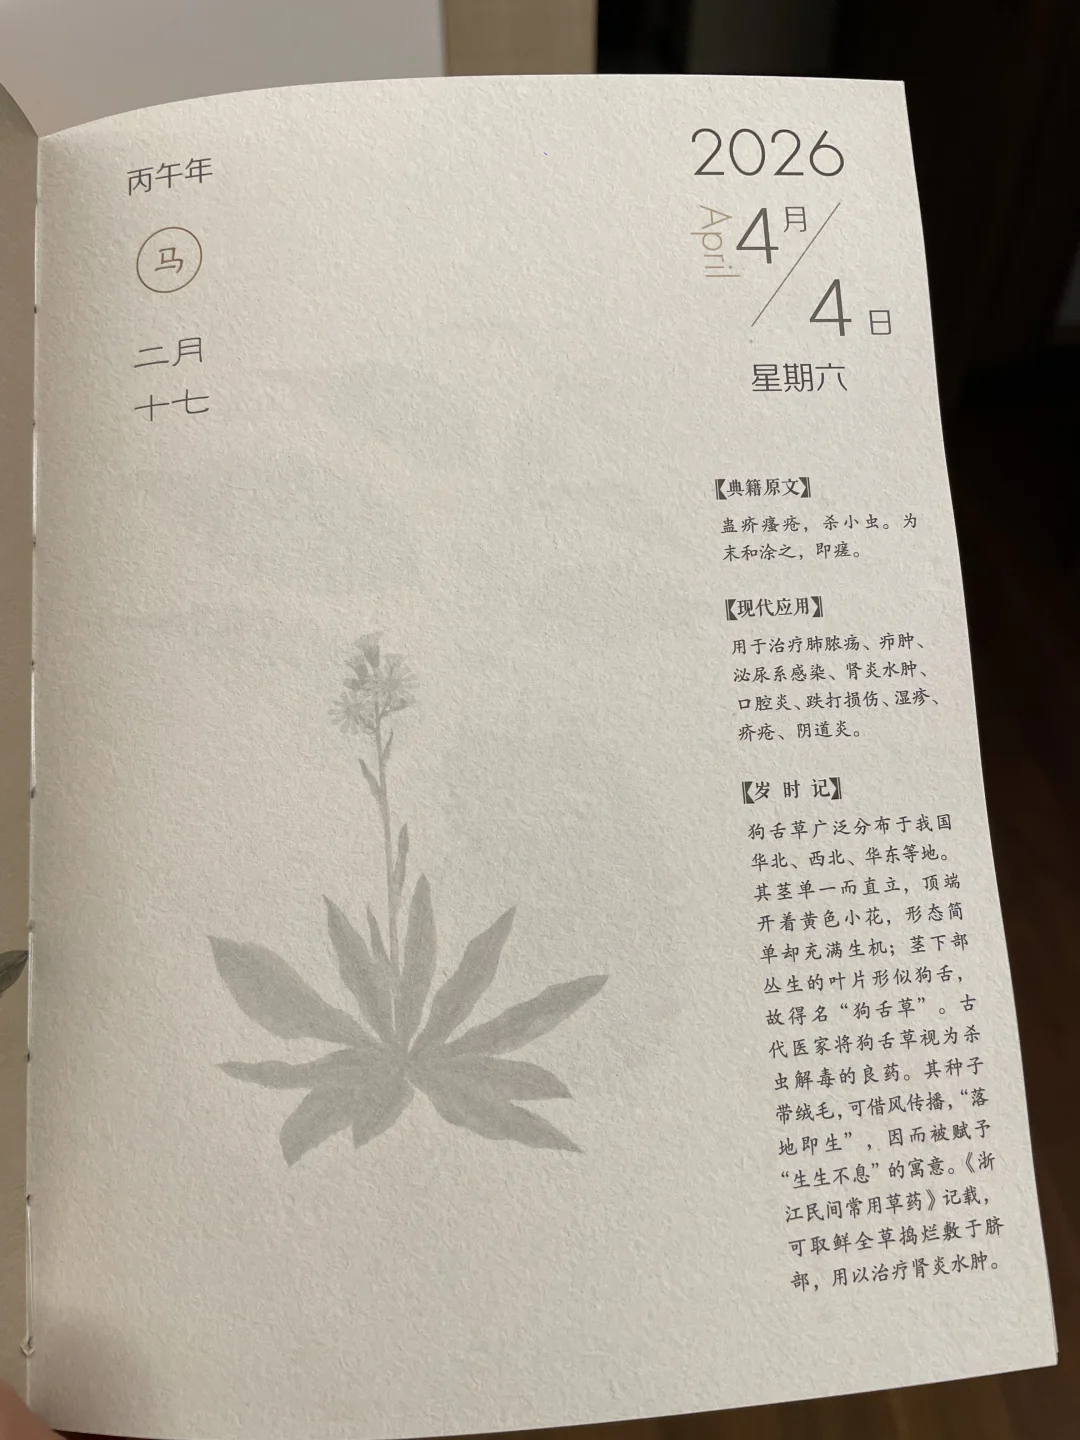 丙午年
马
二月
十七
2026
April
4月
4日
星期六
【典籍原文】
蛊疥瘙疮，杀小虫。为
末和涂之，即瘥。
【现代应用】
用于治疗肺脓疡、疖肿、
泌尿系感染、肾炎水肿、
口腔炎、跌打损伤、湿疹、
疥疮、阴道炎。
【岁时记】
狗舌草广泛分布于我国
华北、西北、华东等地。
其茎单一而直立，顶端
开着黄色小花，形态简
单却充满生机；茎下部
丛生的叶片形似狗舌，
故得名“狗舌草”。古
代医家将狗舌草视为杀
虫解毒的良药。其种子
带绒毛，可借风传播，“落
地即生”，因而被赋予
“生生不息”的寓意。《浙
江民间常用草药》记载，
可取鲜全草捣烂敷于脐
部，用以治疗肾炎水肿。